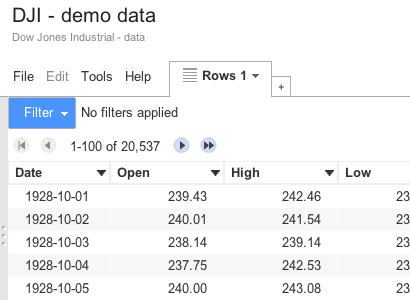 DJI - demo data
Dow Jones Industrial - data
File Edit Tools Help Rows 1 +
Filter No filters applied
1-100 of 20,537
Date Open High Low
1928-10-01 239.43 242.46 23
1928-10-02 240.01 241.54 23
1928-10-03 238.14 239.14 23
1928-10-04 237.75 242.53 23
1928-10-05 240.00 243.08 23